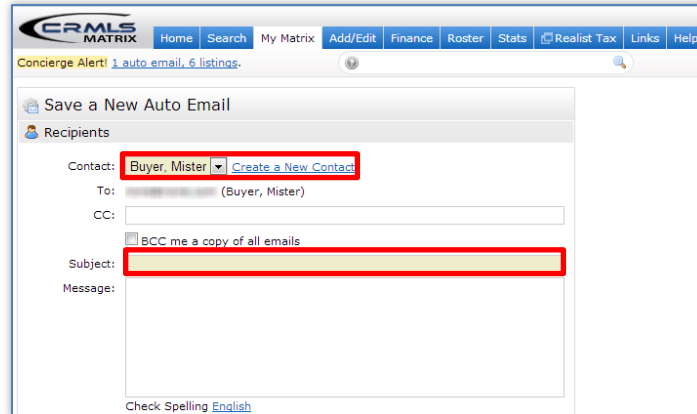 CRMLS
MATRIX
Home Search My Matrix Add/Edit Finance Roster Stats Realist Tax Links Help
Concierge Alert! 1 auto email, 6 listings.
Save a New Auto Email
Recipients
Contact: Buyer, Mister Create a New Contact
To: (Buyer, Mister)
CC:
BCC me a copy of all emails
Subject:
Message:
Check Spelling English